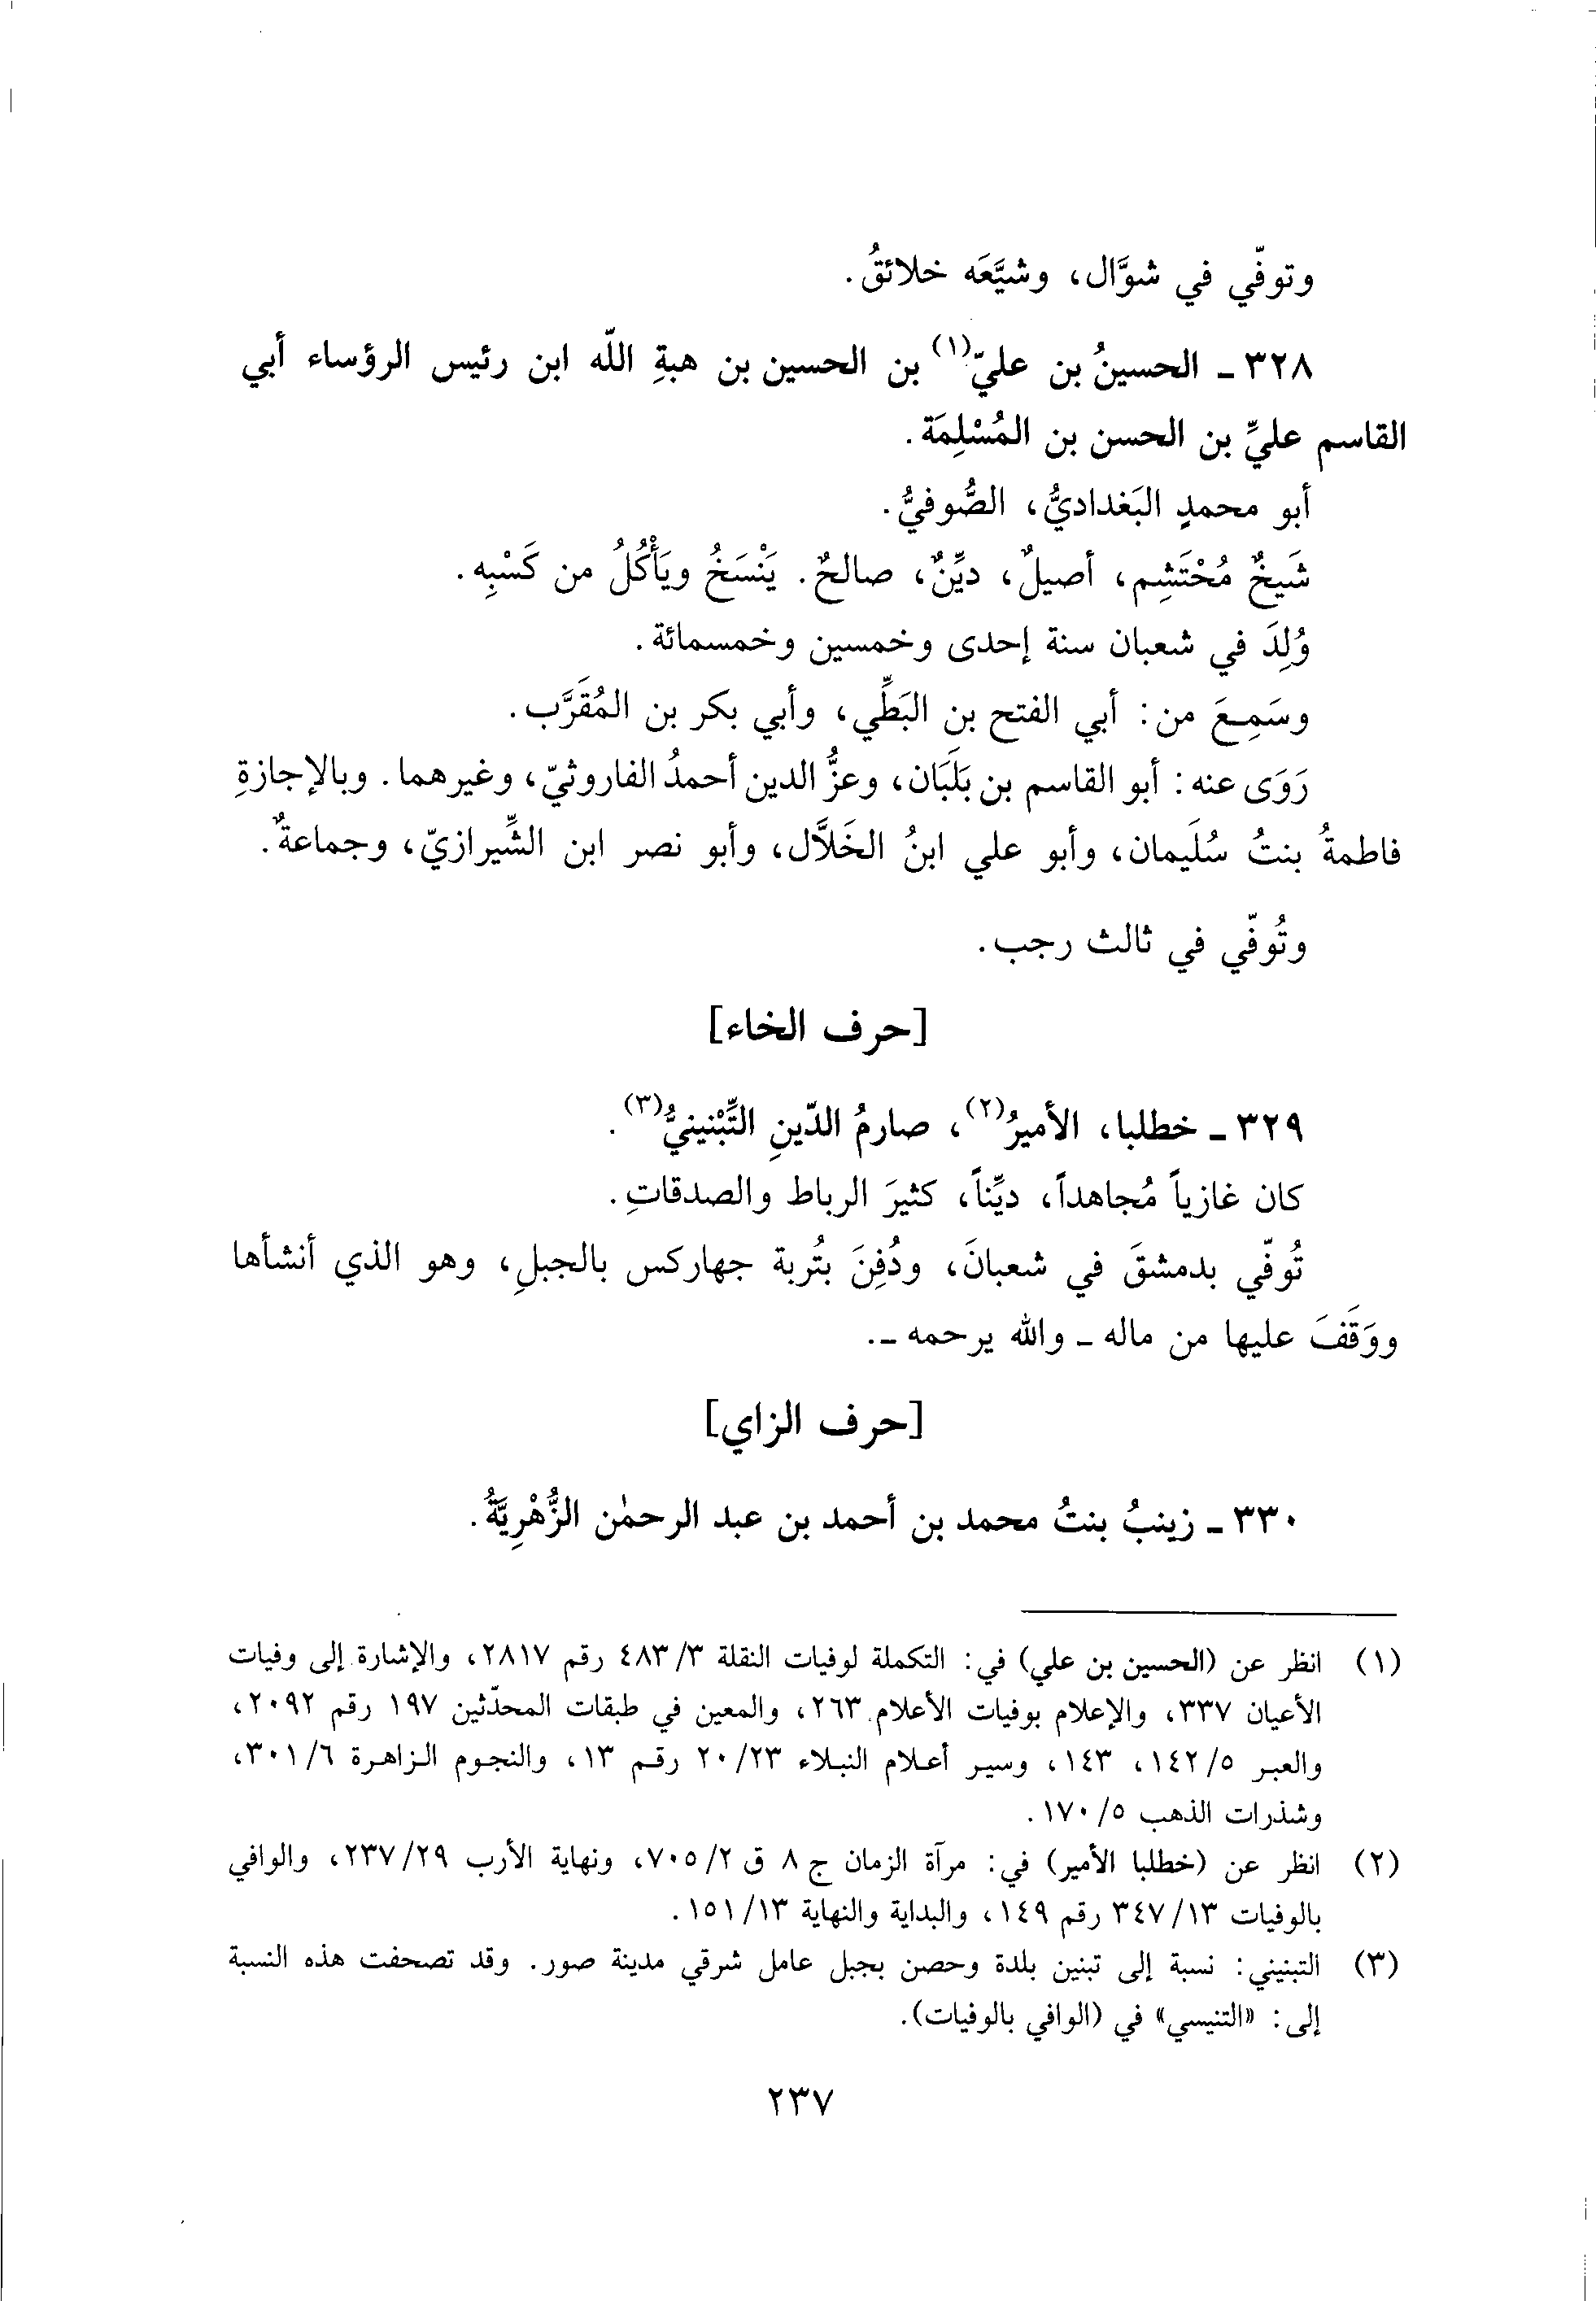 وتوفّي في شوَّال، وشيَّعَه خلائقُ.
٣٢٨ ـ الحسينُ بن عليّ(١) بن الحسين بن هبةِ اللّه ابن رئيس الرؤساء أبي
القاسم عليِّ بن الحسن بن المُسْلِمَة.
أبو محمدٍ البَغداديُّ، الصُّوفيُّ.
شَيخٌ مُحْتَشِم، أصيلٌ، ديِّنٌ، صالحٌ. يَنْسَخُ ويَأْكُلُ من كَسْبِه.
وُلِدَ في شعبان سنة إحدى وخمسين وخمسمائة.
وسَمِعَ من: أبي الفتح بن البَطِّي، وأبي بكر بن المُقَرَّب.
رَوَى عنه: أبو القاسم بن بَلَبَان، وعزُّ الدين أحمدُ الفاروثيّ، وغيرهما. وبالإجازةِ
فاطمةُ بنتُ سُلَيمان، وأبو علي ابنُ الخَلاَّل، وأبو نصر ابن الشِّيرازيّ، وجماعةٌ.
وتُوفّي في ثالث رجب.
[حرف الخاء]
٣٢٩ ـ خطلبا، الأميرُ(٢)، صارمُ الدّينِ التِّبْنينيُّ(٣).
كان غازياً مُجاهداً، ديِّناً، كثيرَ الرباط والصدقاتِ.
تُوفّي بدمشقَ في شعبانَ، ودُفِنَ بتُربة جهاركس بالجبلِ، وهو الذي أنشأها
ووَقَفَ عليها من ماله ـ والله يرحمه ـ.
[حرف الزاي]
٣٣٠ ـ زينبُ بنتُ محمد بن أحمد بن عبد الرحمٰن الزُّهْرِيَّةُ.
(١) انظر عن (الحسين بن علي) في: التكملة لوفيات النقلة ٤٨٣/٣ رقم ٢٨١٧، والإشارة إلى وفيات
الأعيان ٣٣٧، والإعلام بوفيات الأعلام ٢٦٣، والمعين في طبقات المحدّثين ١٩٧ رقم ٢٠٩٢،
والعبر ١٤٢/٥، ١٤٣، وسير أعلام النبلاء ٢٠/٢٣ رقم ١٣، والنجوم الزاهرة ٣٠١/٦،
وشذرات الذهب ١٧٠/٥.
(٢) انظر عن (خطلبا الأمير) في: مرآة الزمان ج ٨ ق ٧٠٥/٢، ونهاية الأرب ٢٣٧/٢٩، والوافي
بالوفيات ٣٤٧/١٣ رقم ١٤٩، والبداية والنهاية ١٥١/١٣.
(٣) التبنيني: نسبة إلى تبنين بلدة وحصن بجبل عامل شرقي مدينة صور. وقد تصحفت هذه النسبة
إلى: «التنيسي» في (الوافي بالوفيات).
٢٣٧